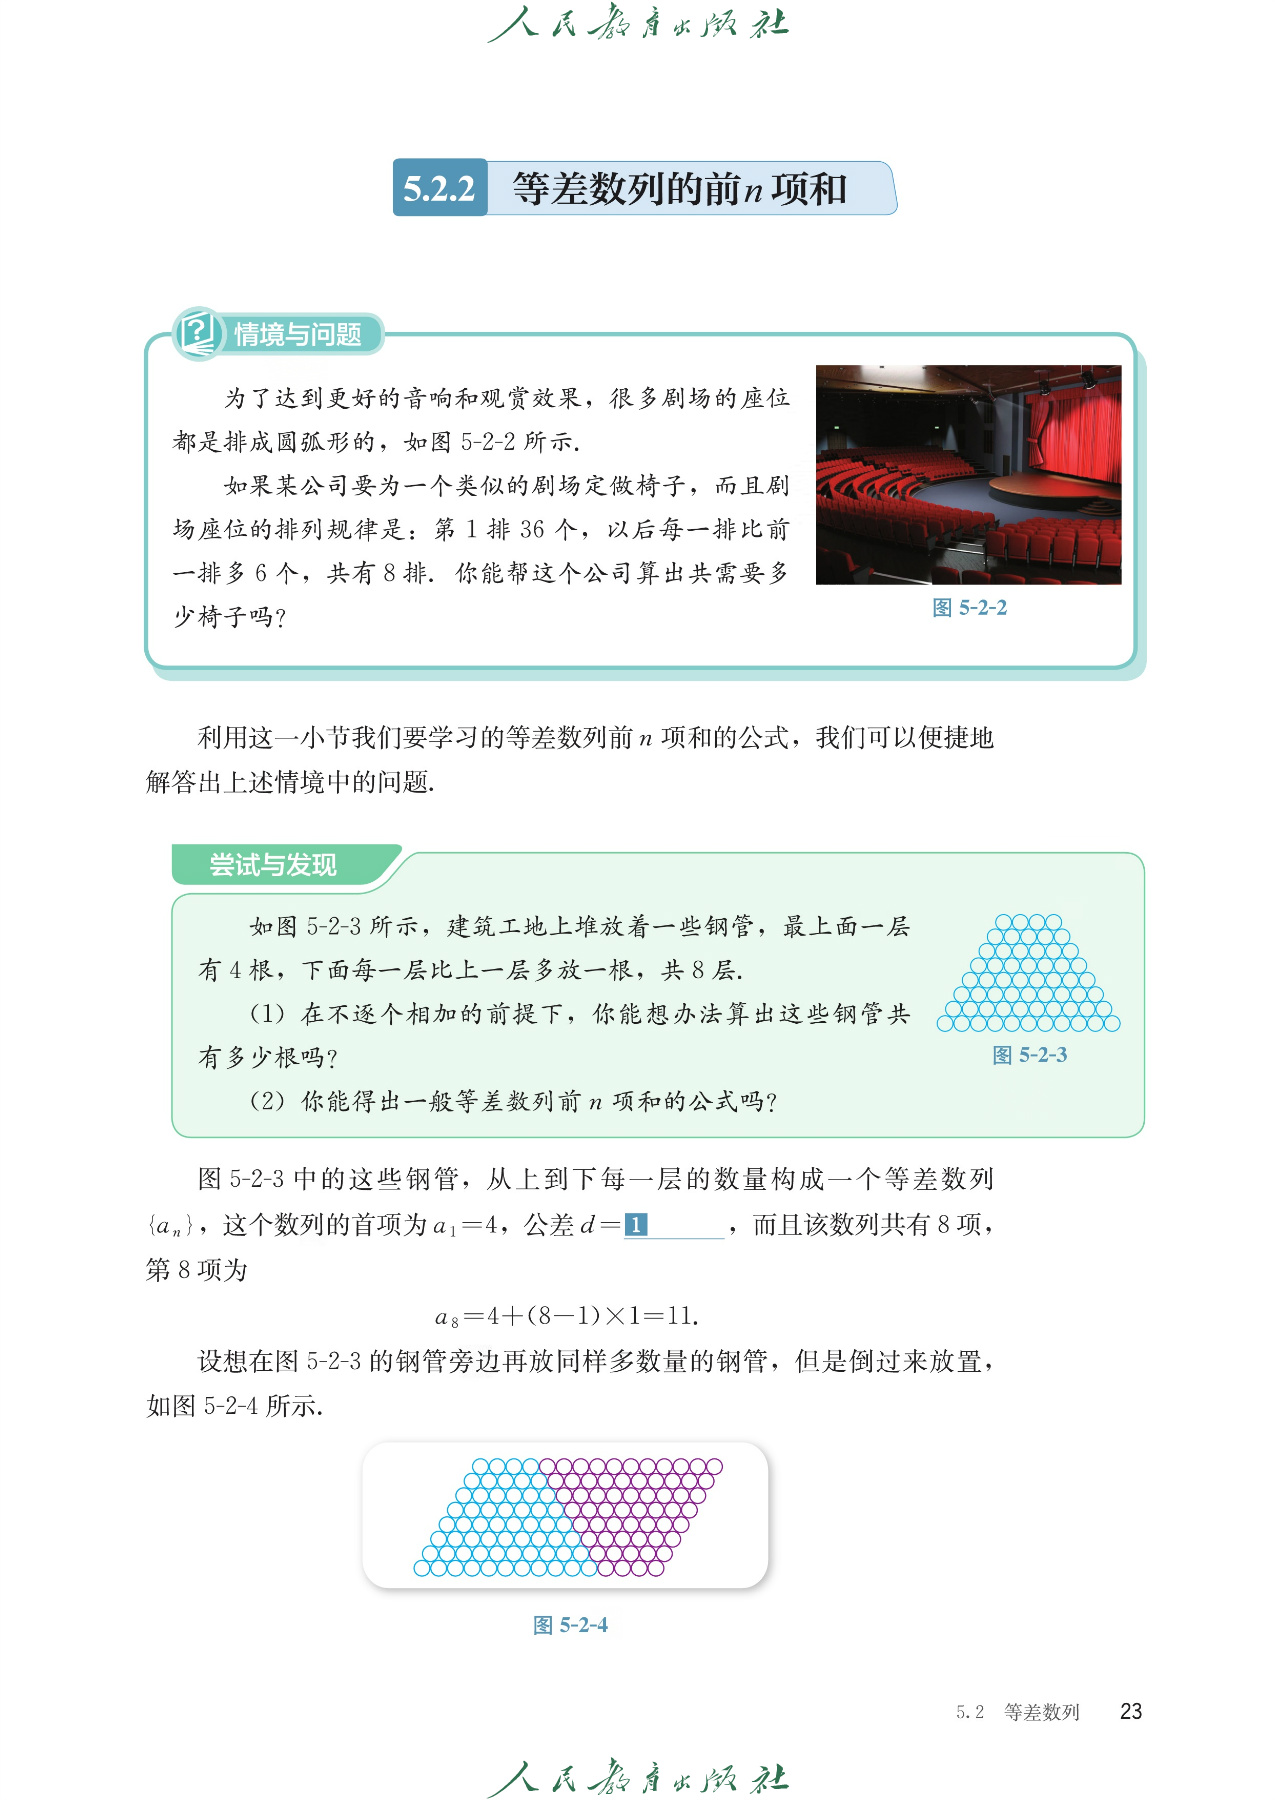 人民教育出版社
5.2.2 等差数列的前n项和
情境与问题
为了达到更好的音响和观赏效果，很多剧场的座位
都是排成圆弧形的，如图 5-2-2 所示.
如果某公司要为一个类似的剧场定做椅子，而且剧
场座位的排列规律是：第 1 排 36 个，以后每一排比前
一排多 6 个，共有 8 排. 你能帮这个公司算出共需要多
少椅子吗？
图 5-2-2
利用这一小节我们要学习的等差数列前 n 项和的公式，我们可以便捷地
解答出上述情境中的问题.
尝试与发现
如图 5-2-3 所示，建筑工地上堆放着一些钢管，最上面一层
有 4 根，下面每一层比上一层多放一根，共 8 层.
（1）在不逐个相加的前提下，你能想办法算出这些钢管共
有多少根吗？
（2）你能得出一般等差数列前 n 项和的公式吗？
图 5-2-3
图 5-2-3 中的这些钢管，从上到下每一层的数量构成一个等差数列
{aₙ}，这个数列的首项为 a₁=4，公差 d=1，而且该数列共有 8 项，
第 8 项为
a₈=4+(8-1)×1=11.
设想在图 5-2-3 的钢管旁边再放同样多数量的钢管，但是倒过来放置，
如图 5-2-4 所示.
图 5-2-4
5.2 等差数列 23
人民教育出版社